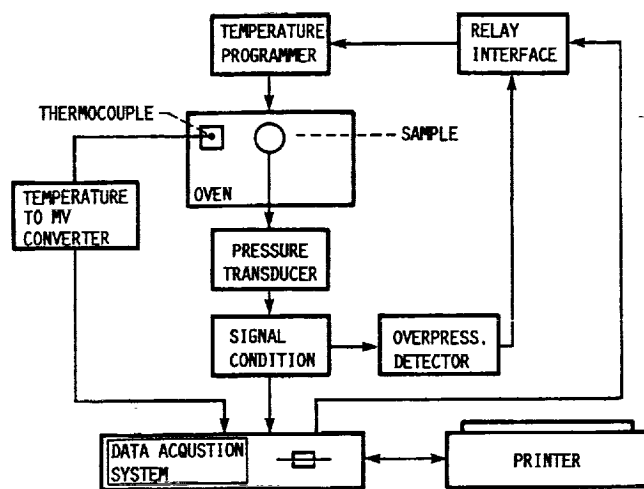 TEMPERATURE
PROGRAMMER
RELAY
INTERFACE
THERMOCOUPLE
SAMPLE
OVEN
TEMPERATURE
TO MV
CONVERTER
PRESSURE
TRANSDUCER
SIGNAL
CONDITION
OVERPRESS.
DETECTOR
DATA ACQUSTION
SYSTEM
PRINTER